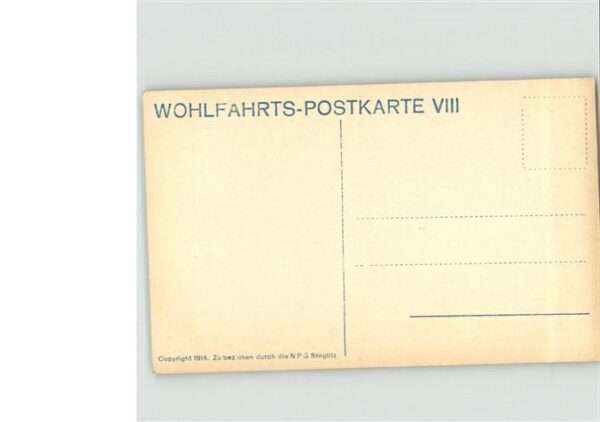 WOHLFAHRTS-POSTKARTE VIII
Copyright 1914. Zu beziehen durch die N P G Steglitz